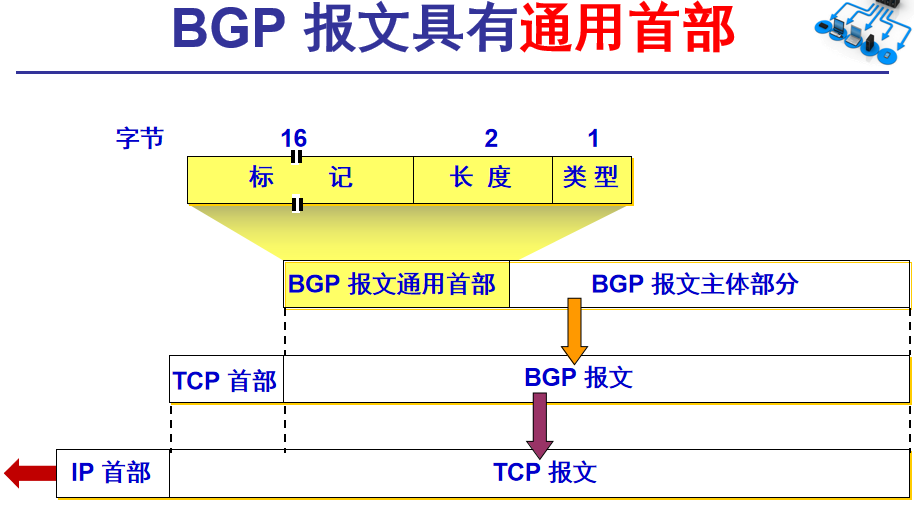 BGP 报文具有通用首部
字节 16 2 1
标 记 长 度 类 型
BGP 报文通用首部 BGP 报文主体部分
TCP 首部 BGP 报文
IP 首部 TCP 报文